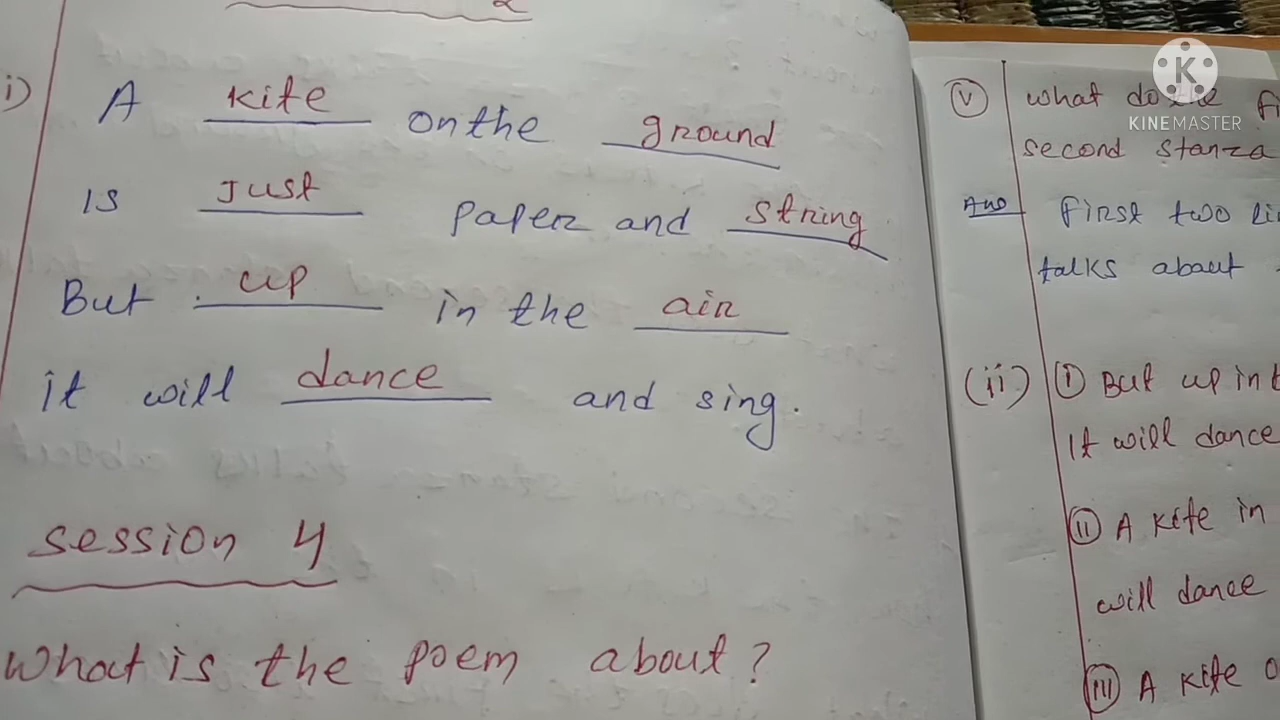 i) A kite on the ground
is Just paper and string
But up in the air
it will dance and sing.
session 4
What is the poem about?
v what do the
second stanza
Ans First two
talks about
(ii) i But up in
It will dance
ii A kite in
will dance
iii A kite
K
KINEMASTER